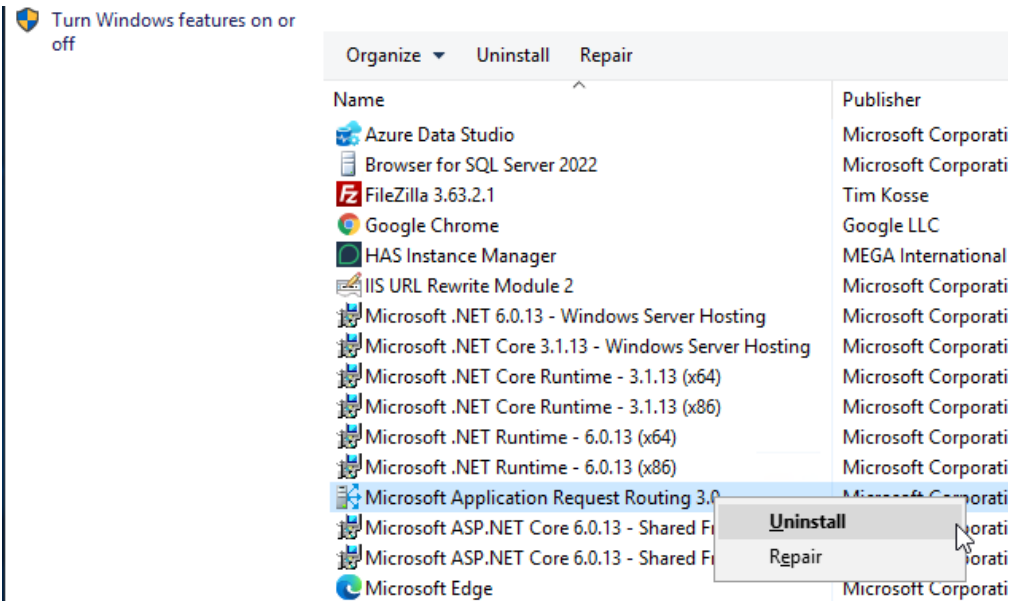 Turn Windows features on or
off
Organize Uninstall Repair
Name Publisher
Azure Data Studio Microsoft Corporati
Browser for SQL Server 2022 Microsoft Corporati
FileZilla 3.63.2.1 Tim Kosse
Google Chrome Google LLC
HAS Instance Manager MEGA International
IIS URL Rewrite Module 2 Microsoft Corporati
Microsoft .NET 6.0.13 - Windows Server Hosting Microsoft Corporati
Microsoft .NET Core 3.1.13 - Windows Server Hosting Microsoft Corporati
Microsoft .NET Core Runtime - 3.1.13 (x64) Microsoft Corporati
Microsoft .NET Core Runtime - 3.1.13 (x86) Microsoft Corporati
Microsoft .NET Runtime - 6.0.13 (x64) Microsoft Corporati
Microsoft .NET Runtime - 6.0.13 (x86) Microsoft Corporati
Microsoft Application Request Routing 3.0 Microsoft Corporati
Uninstall
Microsoft ASP.NET Core 6.0.13 - Shared Fr orati
Repair
Microsoft ASP.NET Core 6.0.13 - Shared Fr orati
Microsoft Edge Microsoft Corporati